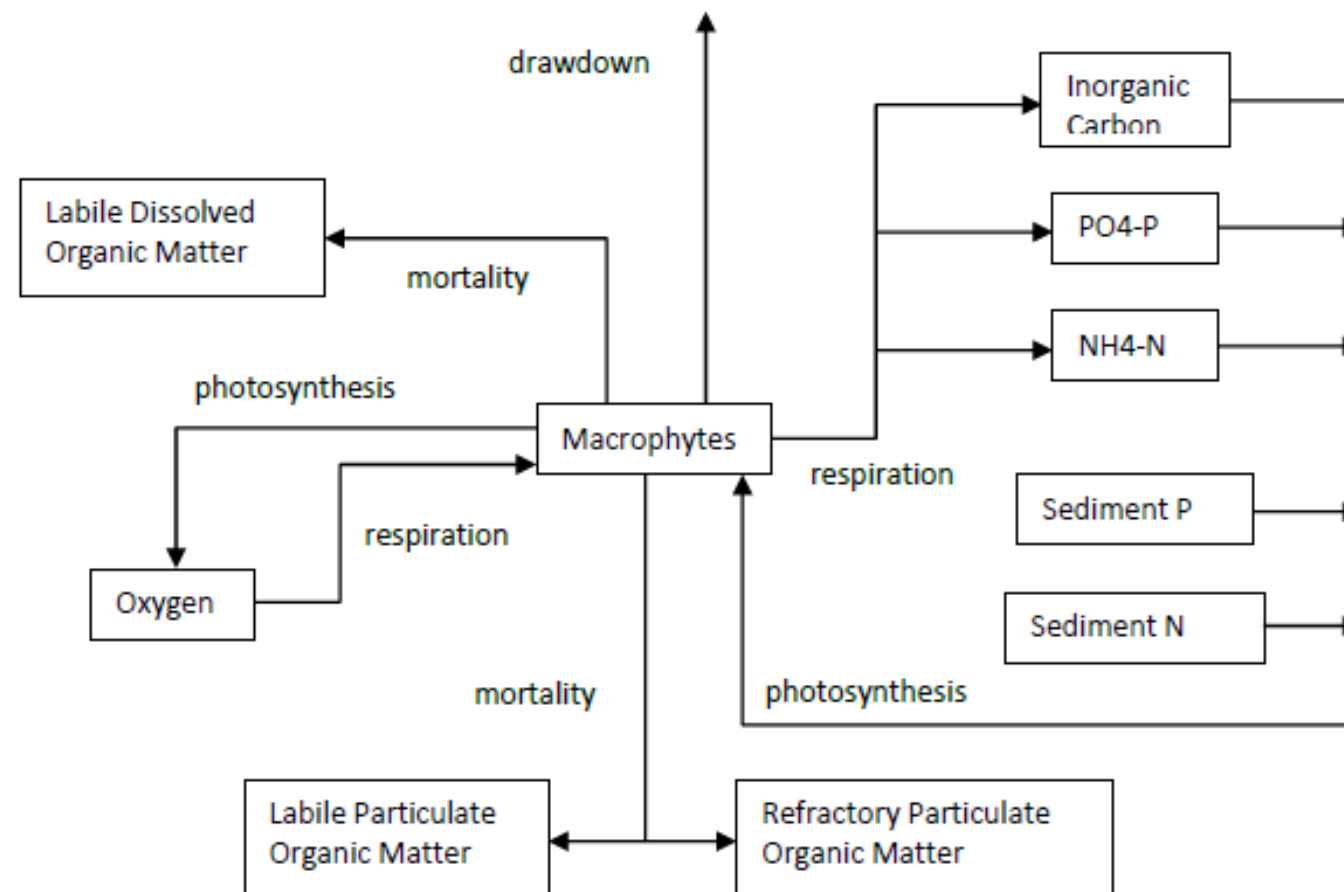 drawdown
Inorganic
Carbon
Labile Dissolved
Organic Matter
PO4-P
mortality
NH4-N
photosynthesis
Macrophytes
respiration
Sediment P
respiration
Oxygen
Sediment N
mortality
photosynthesis
Labile Particulate
Organic Matter
Refractory Particulate
Organic Matter